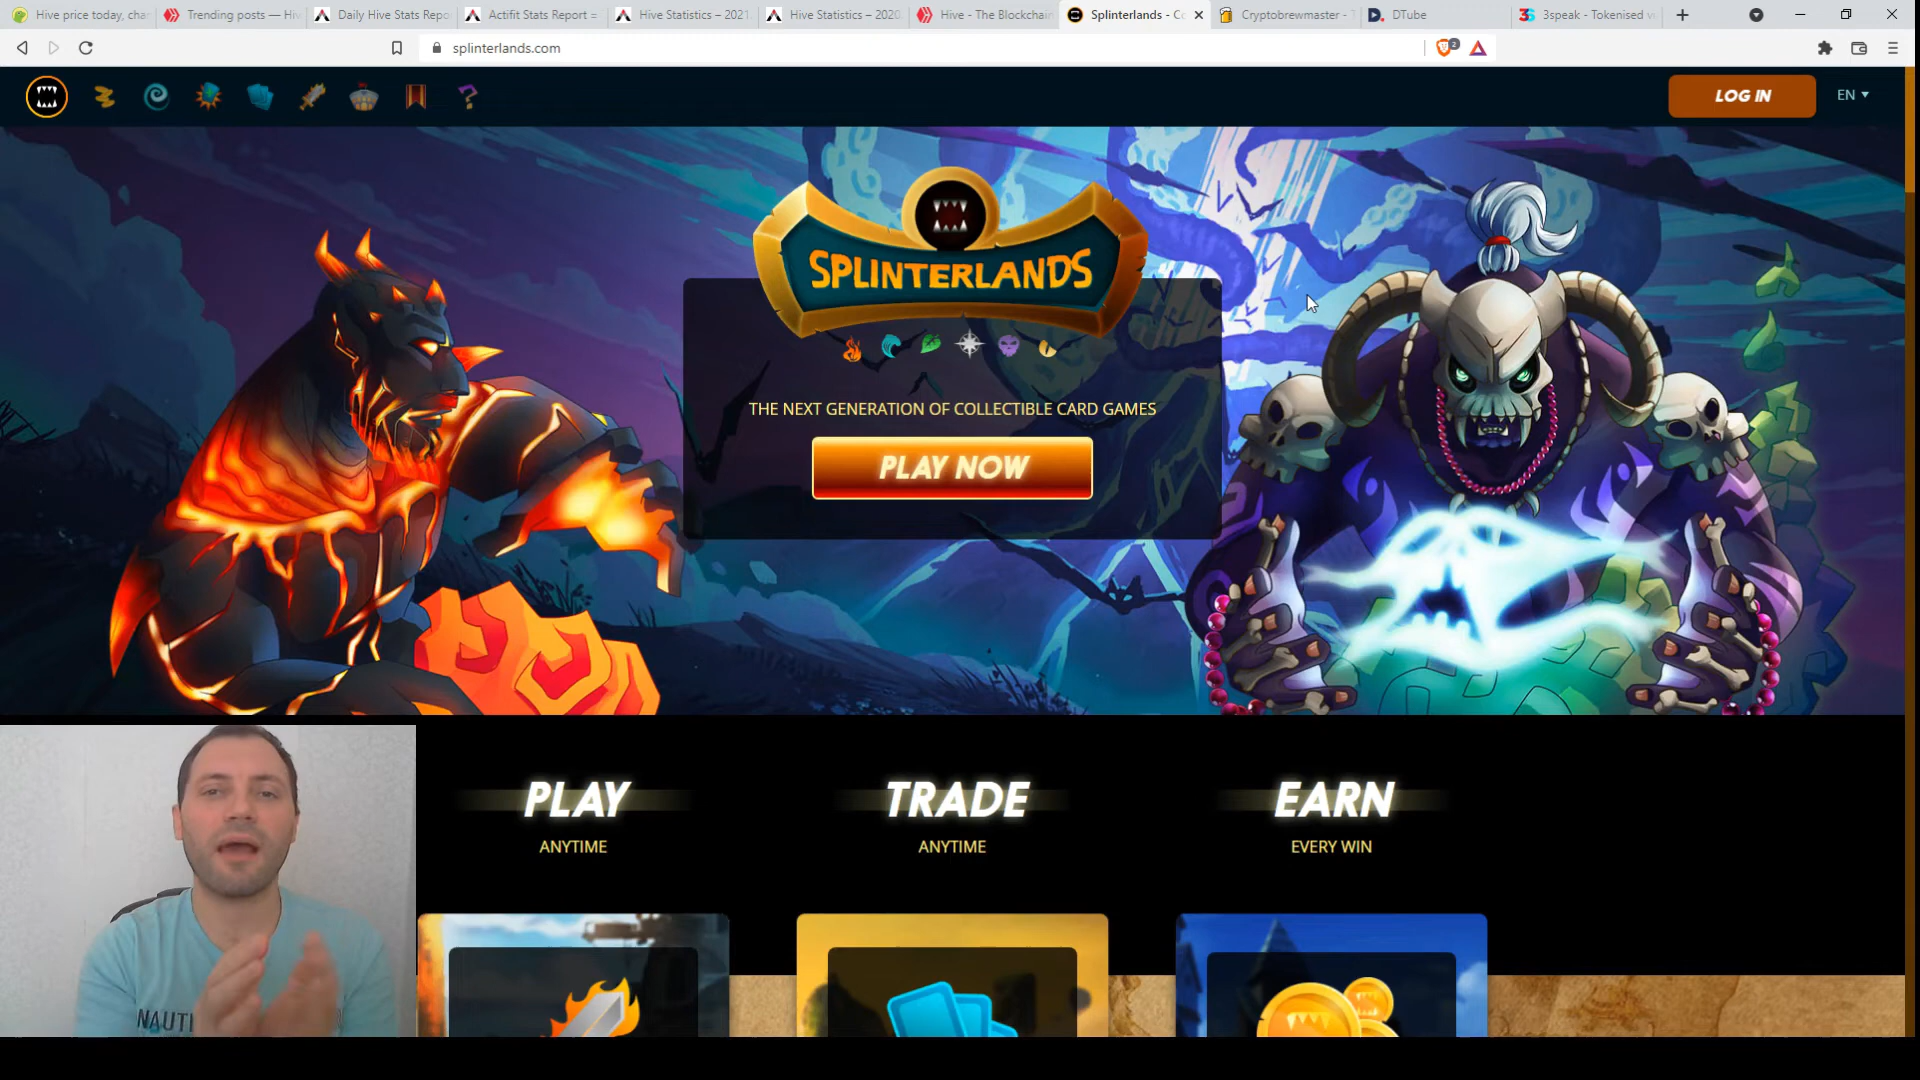 Hive price today, cha
Trending posts — Hiv
Daily Hive Stats Repo
Actifit Stats Report =
Hive Statistics – 2021
Hive Statistics – 2020
Hive - The Blockchain
Splinterlands - Co
Cryptobrewmaster - T
DTube
3speak - Tokenised v
splinterlands.com
2
LOG IN
EN
SPLINTERLANDS
THE NEXT GENERATION OF COLLECTIBLE CARD GAMES
PLAY NOW
PLAY
TRADE
EARN
ANYTIME
ANYTIME
EVERY WIN
NAUTI